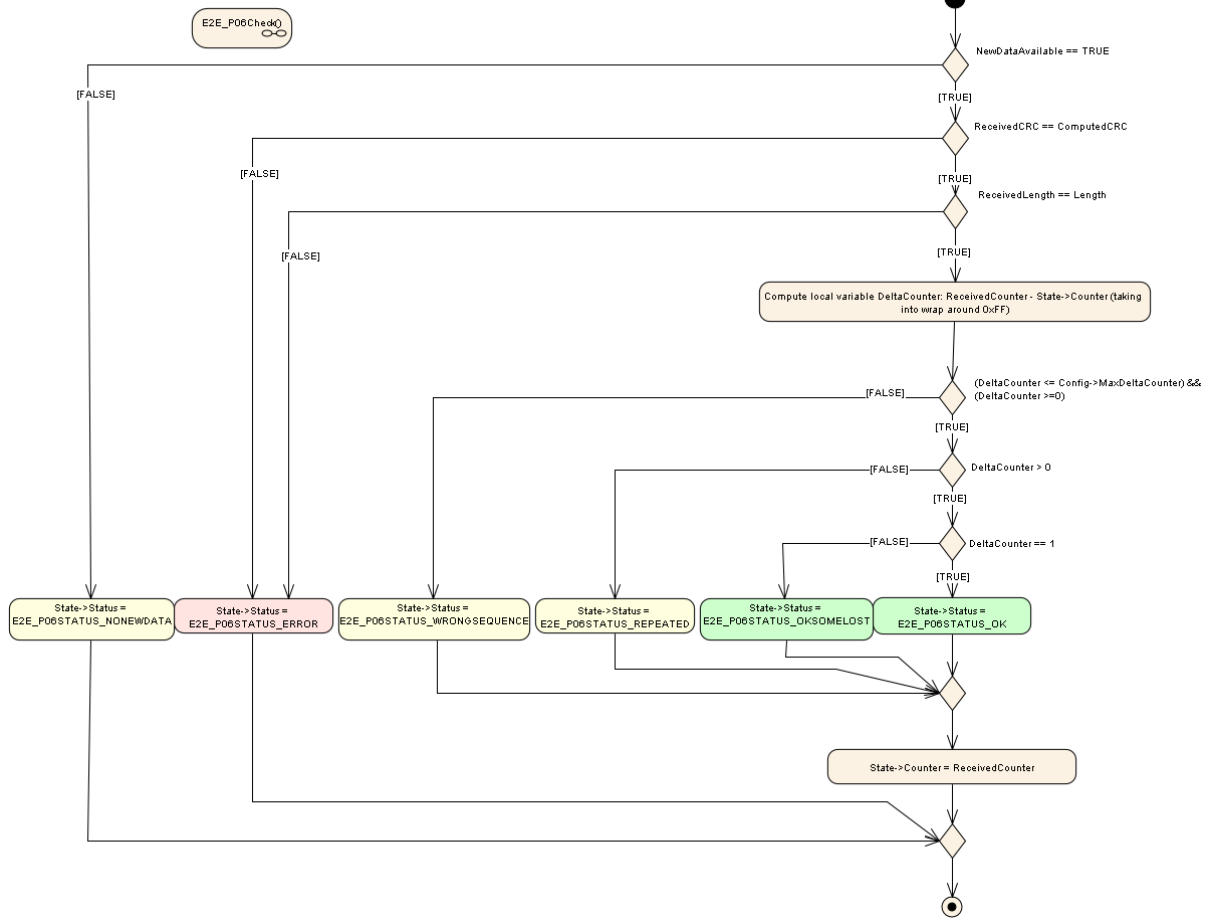 E2E_P06Check()
NewDataAvailable == TRUE
[FALSE]
[TRUE]
ReceivedCRC == ComputedCRC
[FALSE]
[TRUE]
ReceivedLength == Length
[FALSE]
[TRUE]
Compute local variable DeltaCounter: ReceivedCounter - State->Counter (taking
into wrap around 0xFF)
(DeltaCounter <= Config->MaxDeltaCounter) &&
(DeltaCounter >=0)
[FALSE]
[TRUE]
DeltaCounter > 0
[FALSE]
[TRUE]
DeltaCounter == 1
[FALSE]
[TRUE]
State->Status =
E2E_P06STATUS_NONEWDATA
State->Status =
E2E_P06STATUS_ERROR
State->Status =
E2E_P06STATUS_WRONGSEQUENCE
State->Status =
E2E_P06STATUS_REPEATED
State->Status =
E2E_P06STATUS_OKSOMELOST
State->Status =
E2E_P06STATUS_OK
State->Counter = ReceivedCounter